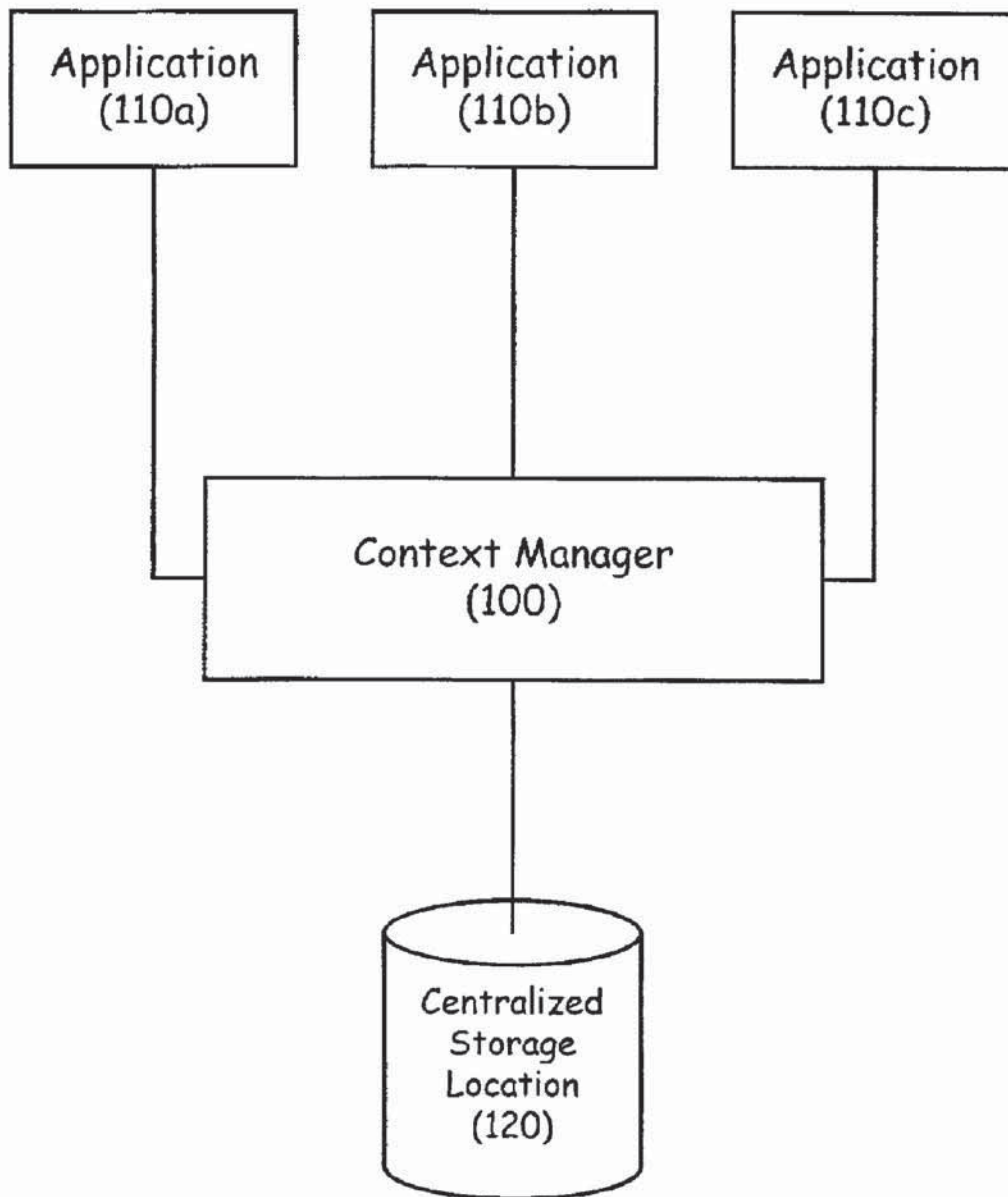 Application
(110a)
Application
(110b)
Application
(110c)
Context Manager
(100)
Centralized
Storage
Location
(120)